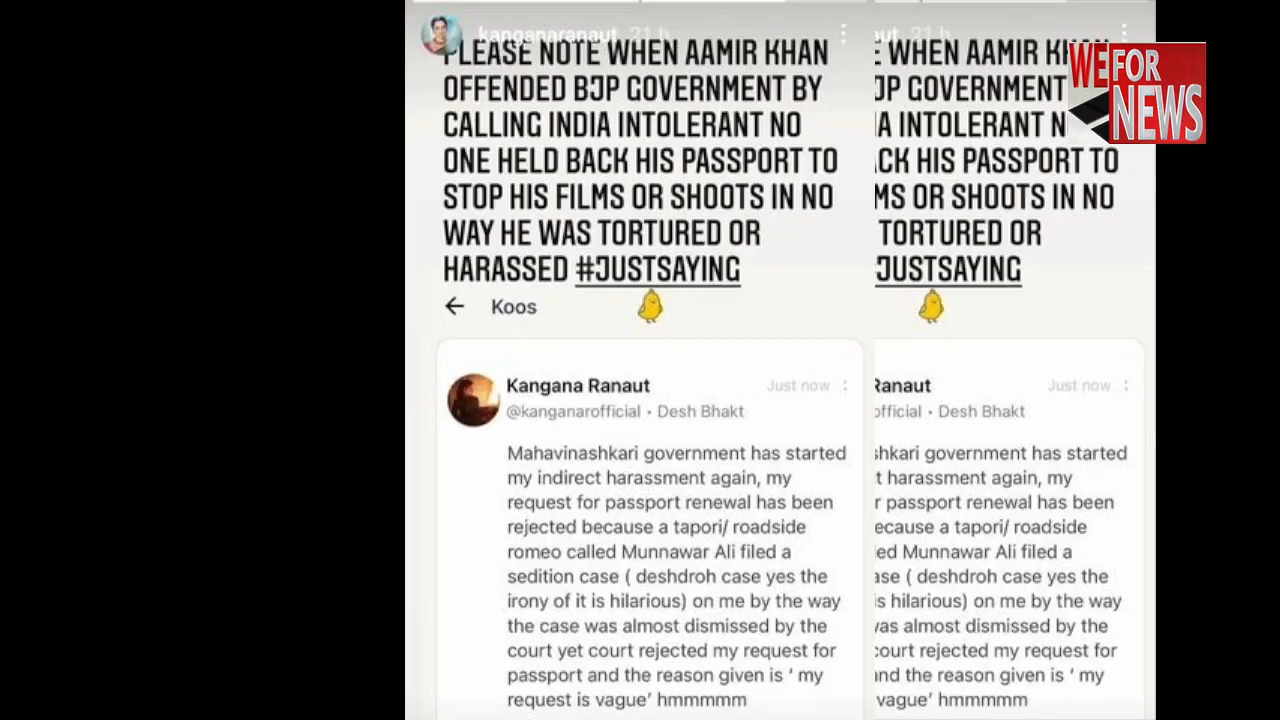 kanganaranaut 21 h
PLEASE NOTE WHEN AAMIR KHAN
OFFENDED BJP GOVERNMENT BY
CALLING INDIA INTOLERANT NO
ONE HELD BACK HIS PASSPORT TO
STOP HIS FILMS OR SHOOTS IN NO
WAY HE WAS TORTURED OR
HARASSED #JUSTSAYING
← Koos
Kangana Ranaut Just now
@kanganarofficial • Desh Bhakt
Mahavinashkari government has started
my indirect harassment again, my
request for passport renewal has been
rejected because a tapori/ roadside
romeo called Munnawar Ali filed a
sedition case ( deshdroh case yes the
irony of it is hilarious) on me by the way
the case was almost dismissed by the
court yet court rejected my request for
passport and the reason given is ‘ my
request is vague’ hmmmmm
aut 21 h
E WHEN AAMIR KH
JP GOVERNMENT
IA INTOLERANT N
ACK HIS PASSPORT TO
MS OR SHOOTS IN NO
TORTURED OR
JUSTSAYING
Ranaut Just now
official • Desh Bhakt
shkari government has started
t harassment again, my
r passport renewal has been
ecause a tapori/ roadside
ed Munnawar Ali filed a
ase ( deshdroh case yes the
is hilarious) on me by the way
was almost dismissed by the
court rejected my request for
and the reason given is ‘ my
vague’ hmmmmm
WE FOR
NEWS